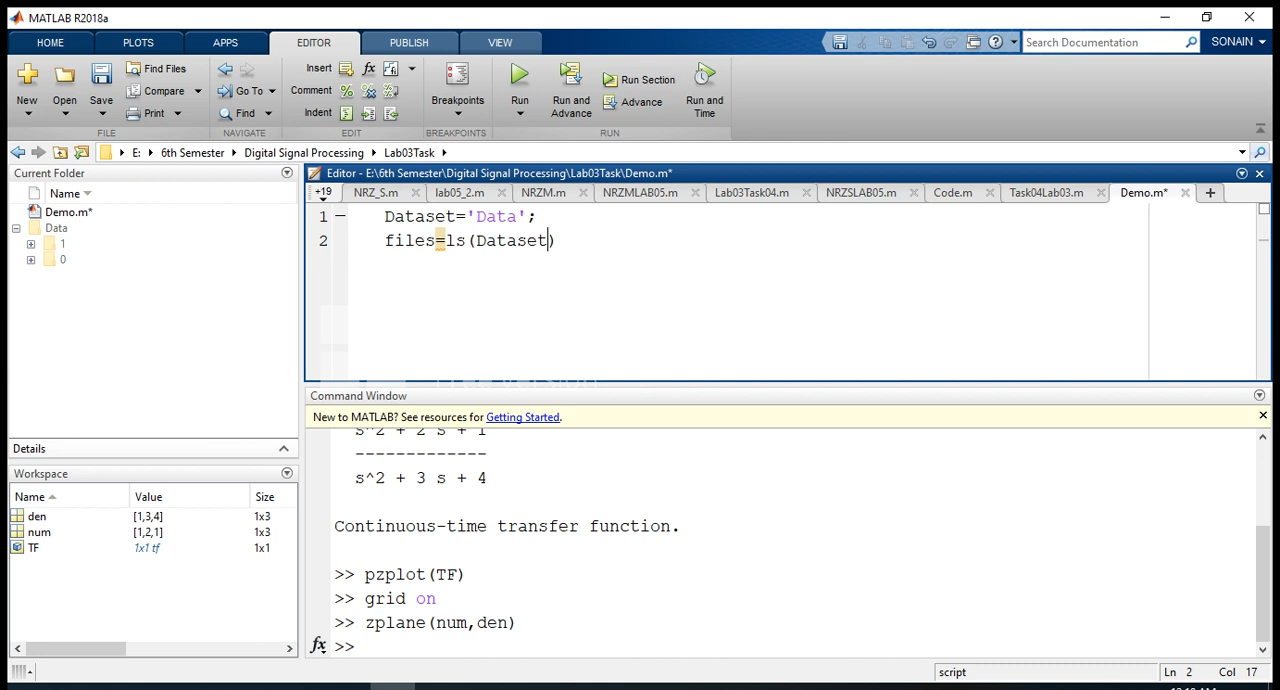 MATLAB R2018a
HOME PLOTS APPS EDITOR PUBLISH VIEW Search Documentation SONAIN
New Open Save Find Files Compare Print Go To Find Insert fx Comment Indent Breakpoints Run Run and Advance Run Section Advance Run and Time
FILE NAVIGATE EDIT BREAKPOINTS RUN
E: 6th Semester Digital Signal Processing Lab03Task
Current Folder
Name
Demo.m*
Data
1
0
Details
Workspace
Name Value Size
den [1,3,4] 1x3
num [1,2,1] 1x3
TF 1x1 tf 1x1
Editor - E:\6th Semester\Digital Signal Processing\Lab03Task\Demo.m*
+19 NRZ_S.m lab05_2.m NRZM.m NRZMLAB05.m Lab03Task04.m NRZSLAB05.m Code.m Task04Lab03.m Demo.m*
1 Dataset='Data';
2 files=ls(Dataset)
Command Window
New to MATLAB? See resources for Getting Started.
s^2 + 2 s + 1
-------------
s^2 + 3 s + 4
Continuous-time transfer function.
>> pzplot(TF)
>> grid on
>> zplane(num,den)
fx >>
script Ln 2 Col 17